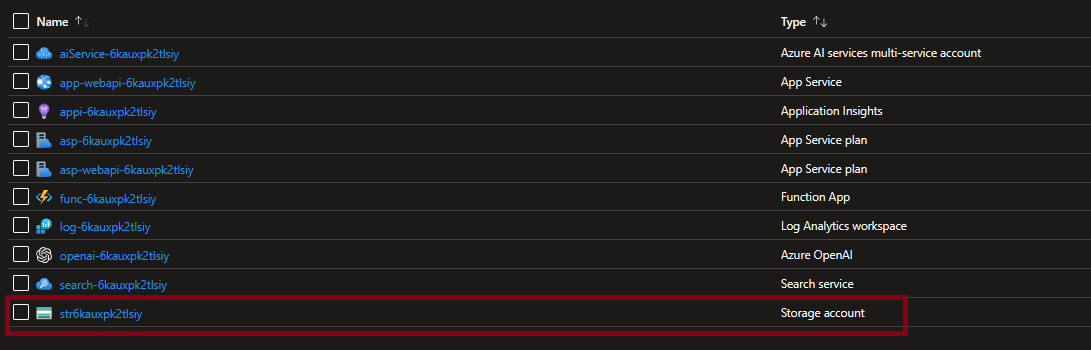 Name Type
aiService-6kauxpk2tlsiy Azure AI services multi-service account
app-webapi-6kauxpk2tlsiy App Service
appi-6kauxpk2tlsiy Application Insights
asp-6kauxpk2tlsiy App Service plan
asp-webapi-6kauxpk2tlsiy App Service plan
func-6kauxpk2tlsiy Function App
log-6kauxpk2tlsiy Log Analytics workspace
openai-6kauxpk2tlsiy Azure OpenAI
search-6kauxpk2tlsiy Search service
str6kauxpk2tlsiy Storage account